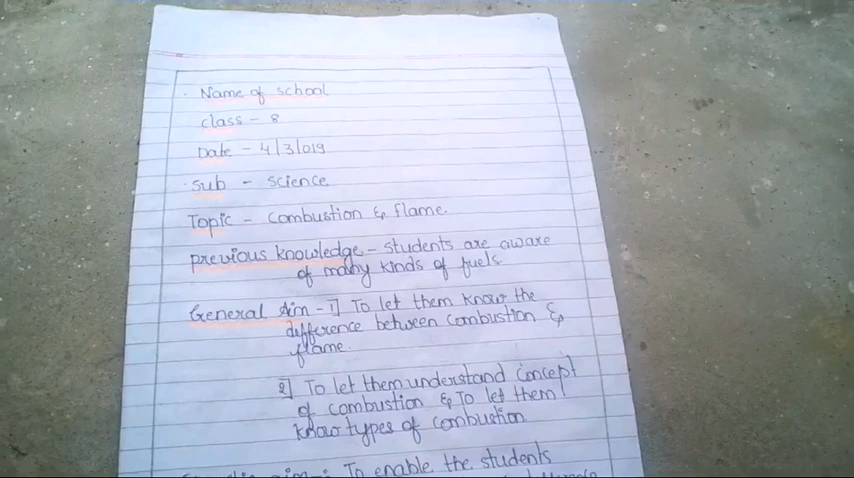 Name of school
class - 8
Date - 4/3/019
Sub - science
Topic - combustion & flame.
previous knowledge - students are aware
of many kinds of fuels.
General Aim - 1] To let them know the
difference between combustion &
flame.
2] To let them understand concept
of combustion & To let them
know types of combustion
aim - : To enable the students